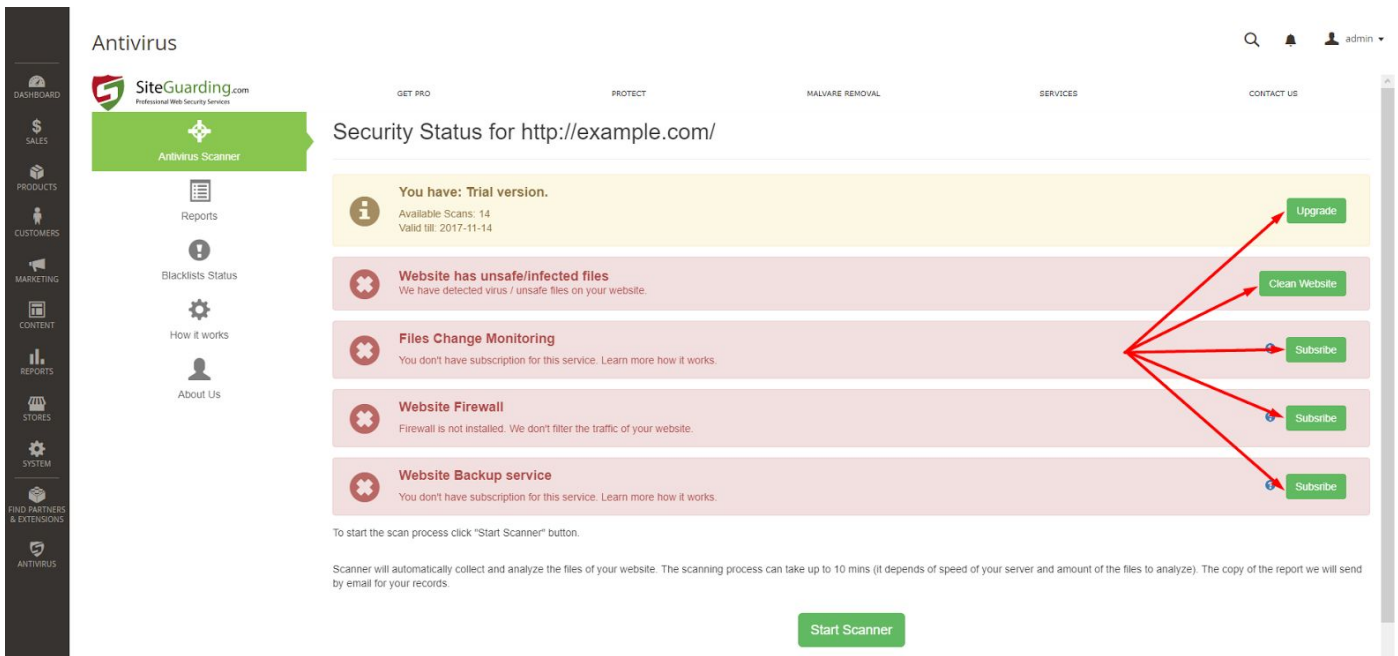 Antivirus
admin
DASHBOARD
SALES
PRODUCTS
CUSTOMERS
MARKETING
CONTENT
REPORTS
STORES
SYSTEM
FIND PARTNERS
& EXTENSIONS
ANTIVIRUS
SiteGuarding.com
Professional Web Security Services
GET PRO
PROTECT
MALVARE REMOVAL
SERVICES
CONTACT US
Antivirus Scanner
Reports
Blacklists Status
How it works
About Us
Security Status for http://example.com/
You have: Trial version.
Available Scans: 14
Valid till: 2017-11-14
Upgrade
Website has unsafe/infected files
We have detected virus / unsafe files on your website.
Clean Website
Files Change Monitoring
You don't have subscription for this service. Learn more how it works.
Subsribe
Website Firewall
Firewall is not installed. We don't filter the traffic of your website.
Subsribe
Website Backup service
You don't have subscription for this service. Learn more how it works.
Subsribe
To start the scan process click "Start Scanner" button.
Scanner will automatically collect and analyze the files of your website. The scanning process can take up to 10 mins (it depends of speed of your server and amount of the files to analyze). The copy of the report we will send
by email for your records.
Start Scanner